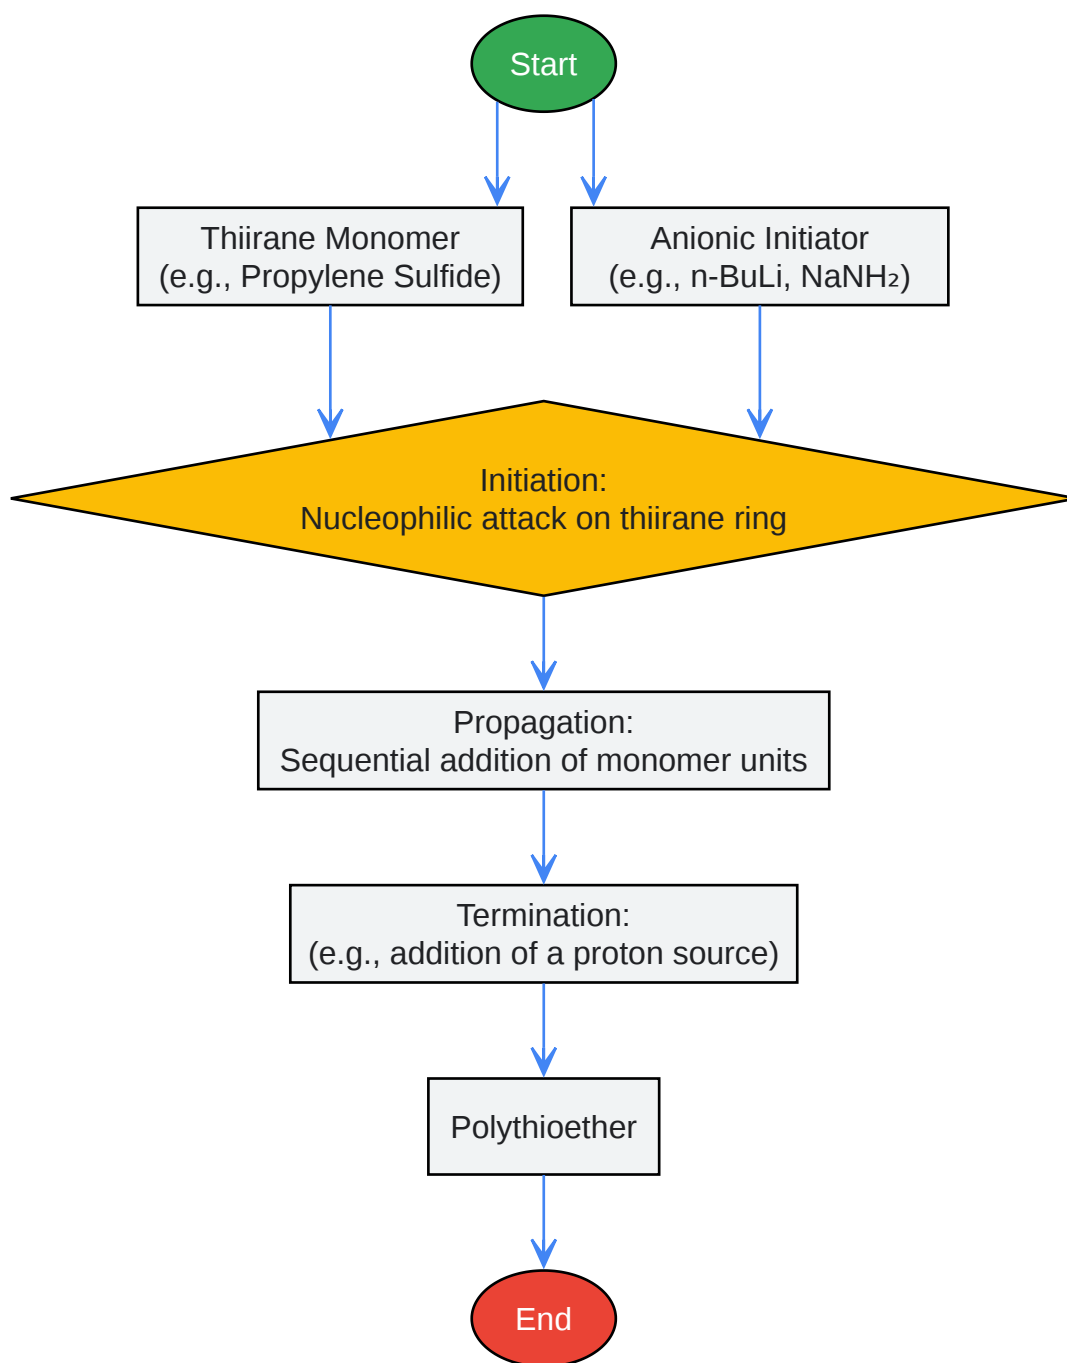 Start
Thiirane Monomer
(e.g., Propylene Sulfide)
Anionic Initiator
(e.g., n-BuLi, NaNH₂)
Initiation:
Nucleophilic attack on thiirane ring
Propagation:
Sequential addition of monomer units
Termination:
(e.g., addition of a proton source)
Polythioether
End